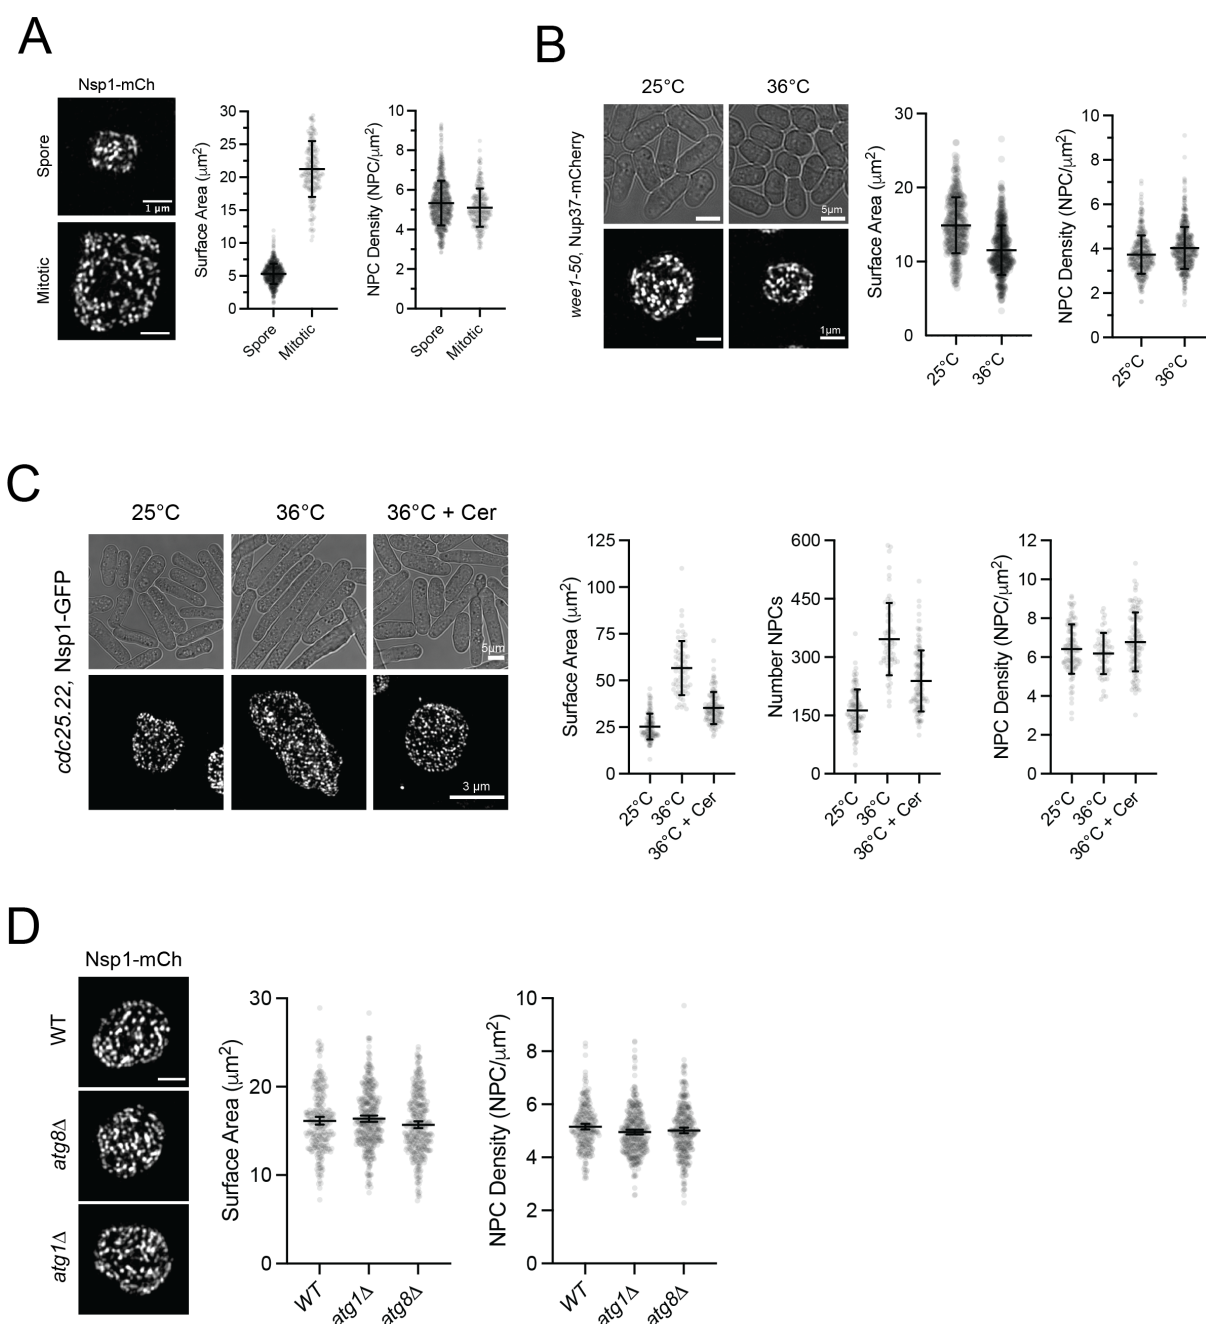 A
Nsp1-mCh
Spore
Mitotic
1 µm
Surface Area (µm²)
30
25
20
15
10
5
0
Spore
Mitotic
NPC Density (NPC/µm²)
10
8
6
4
2
0
Spore
Mitotic
B
25°C
36°C
wee1-50, Nup37-mCherry
5µm
1µm
Surface Area (µm²)
30
20
10
0
25°C
36°C
NPC Density (NPC/µm²)
10
8
6
4
2
0
25°C
36°C
C
25°C
36°C
36°C + Cer
cdc25.22, Nsp1-GFP
5µm
3 µm
Surface Area (µm²)
125
100
75
50
25
0
25°C
36°C
36°C + Cer
Number NPCs
600
450
300
150
0
25°C
36°C
36°C + Cer
NPC Density (NPC/µm²)
12
10
8
6
4
2
0
25°C
36°C
36°C + Cer
D
Nsp1-mCh
WT
atg8Δ
atg1Δ
Surface Area (µm²)
30
20
10
0
WT
atg1Δ
atg8Δ
NPC Density (NPC/µm²)
10
8
6
4
2
0
WT
atg1Δ
atg8Δ